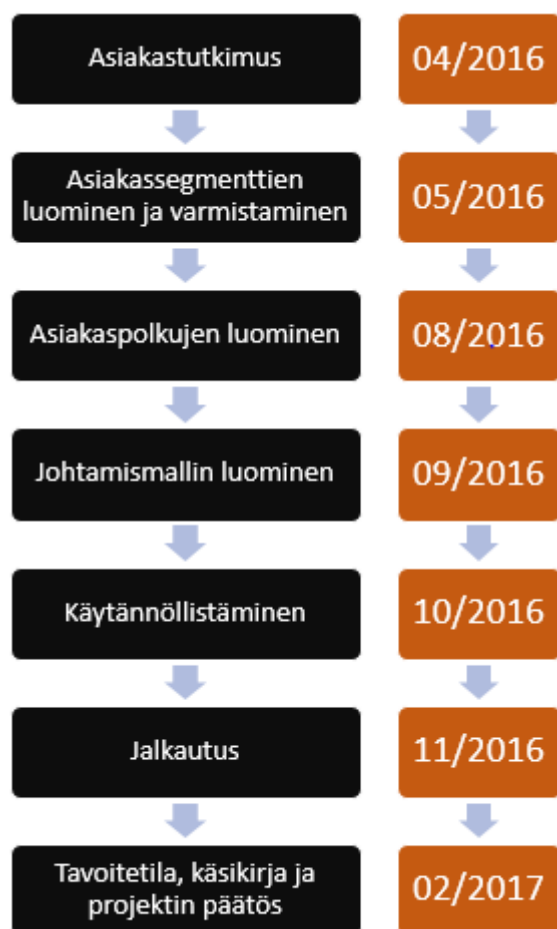 Asiakastutkimus
04/2016
Asiakassegmenttien
luominen ja varmistaminen
05/2016
Asiakaspolkujen luominen
08/2016
Johtamismallin luominen
09/2016
Käytännöllistäminen
10/2016
Jalkautus
11/2016
Tavoitetila, käsikirja ja
projektin päätös
02/2017